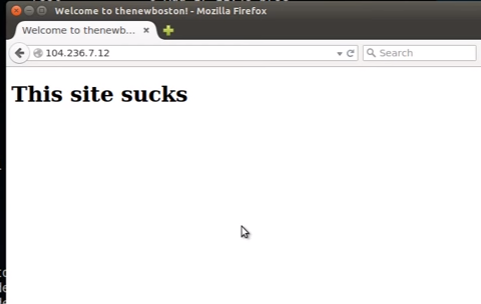 Welcome to thenewboston! - Mozilla Firefox
Welcome to thenewb...
104.236.7.12
Search
This site sucks